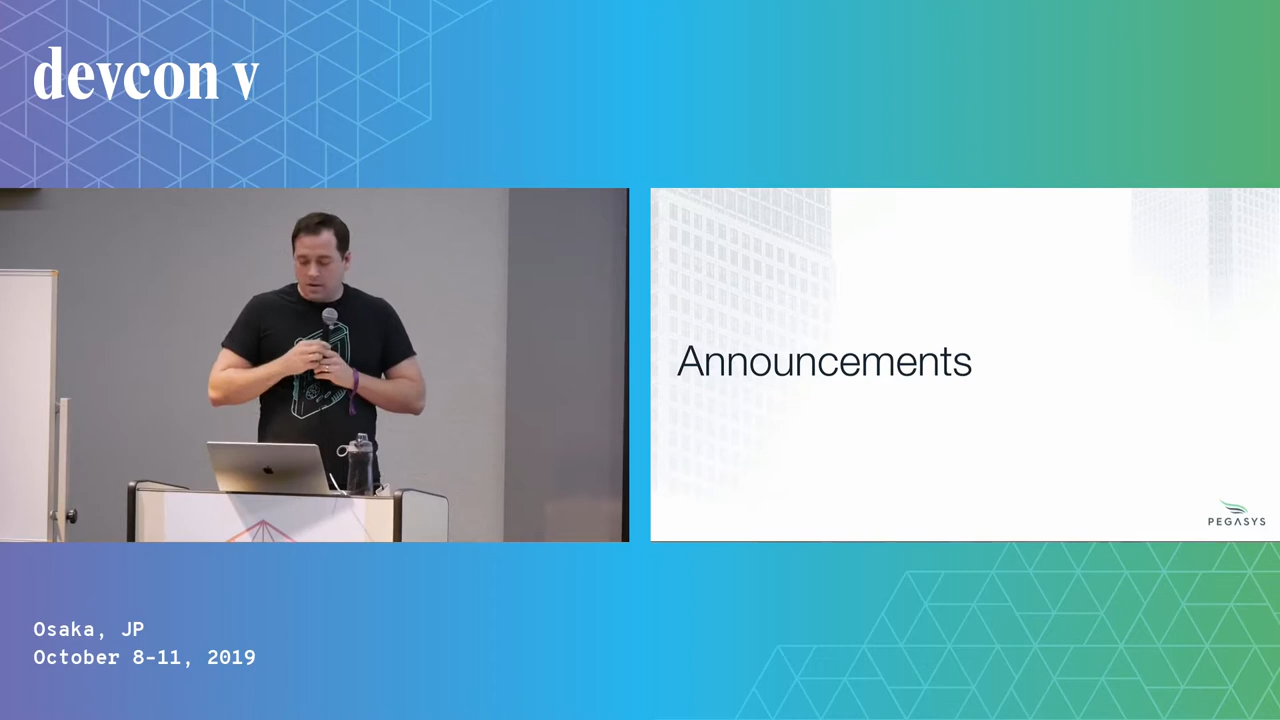 devcon v
Announcements
PEGASYS
Osaka, JP
October 8-11, 2019